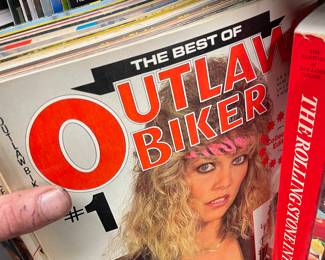 THE BEST OF
OUTLAW
BIKER
#1
OUTLAW BIK
THE ROLLING STONE